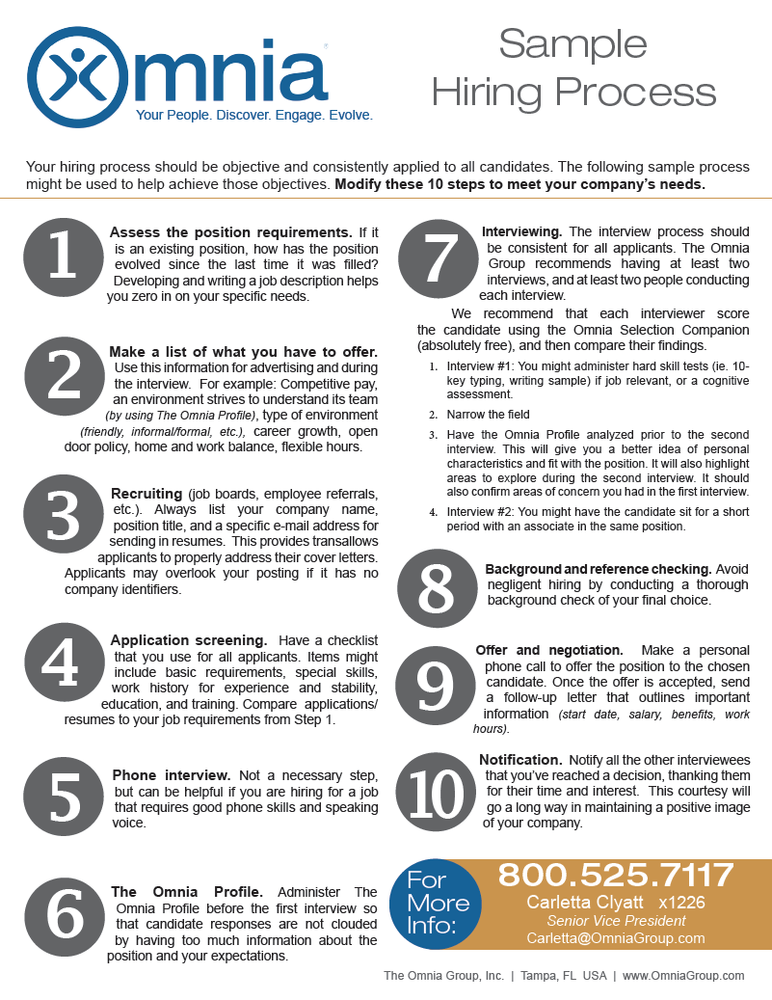 Omnia®
Your People. Discover. Engage. Evolve.
Sample
Hiring Process
Your hiring process should be objective and consistently applied to all candidates. The following sample process
might be used to help achieve those objectives. Modify these 10 steps to meet your company's needs.
1
Assess the position requirements. If it
is an existing position, how has the position
evolved since the last time it was filled?
Developing and writing a job description helps
you zero in on your specific needs.
2
Make a list of what you have to offer.
Use this information for advertising and during
the interview. For example: Competitive pay,
an environment strives to understand its team
(by using The Omnia Profile), type of environment
(friendly, informal/formal, etc.), career growth, open
door policy, home and work balance, flexible hours.
3
Recruiting (job boards, employee referrals,
etc.). Always list your company name,
position title, and a specific e-mail address for
sending in resumes. This provides transallows
applicants to properly address their cover letters.
Applicants may overlook your posting if it has no
company identifiers.
4
Application screening. Have a checklist
that you use for all applicants. Items might
include basic requirements, special skills,
work history for experience and stability,
education, and training. Compare applications/
resumes to your job requirements from Step 1.
5
Phone interview. Not a necessary step,
but can be helpful if you are hiring for a job
that requires good phone skills and speaking
voice.
6
The Omnia Profile. Administer The
Omnia Profile before the first interview so
that candidate responses are not clouded
by having too much information about the
position and your expectations.
7
Interviewing. The interview process should
be consistent for all applicants. The Omnia
Group recommends having at least two
interviews, and at least two people conducting
each interview.
We recommend that each interviewer score
the candidate using the Omnia Selection Companion
(absolutely free), and then compare their findings.
1. Interview #1: You might administer hard skill tests (ie. 10-
key typing, writing sample) if job relevant, or a cognitive
assessment.
2. Narrow the field
3. Have the Omnia Profile analyzed prior to the second
interview. This will give you a better idea of personal
characteristics and fit with the position. It will also highlight
areas to explore during the second interview. It should
also confirm areas of concern you had in the first interview.
4. Interview #2: You might have the candidate sit for a short
period with an associate in the same position.
8
Background and reference checking. Avoid
negligent hiring by conducting a thorough
background check of your final choice.
9
Offer and negotiation. Make a personal
phone call to offer the position to the chosen
candidate. Once the offer is accepted, send
a follow-up letter that outlines important
information (start date, salary, benefits, work
hours).
10
Notification. Notify all the other interviewees
that you've reached a decision, thanking them
for their time and interest. This courtesy will
go a long way in maintaining a positive image
of your company.
For
More
Info:
800.525.7117
Carletta Clyatt x1226
Senior Vice President
Carletta@OmniaGroup.com
The Omnia Group, Inc. | Tampa, FL USA | www.OmniaGroup.com